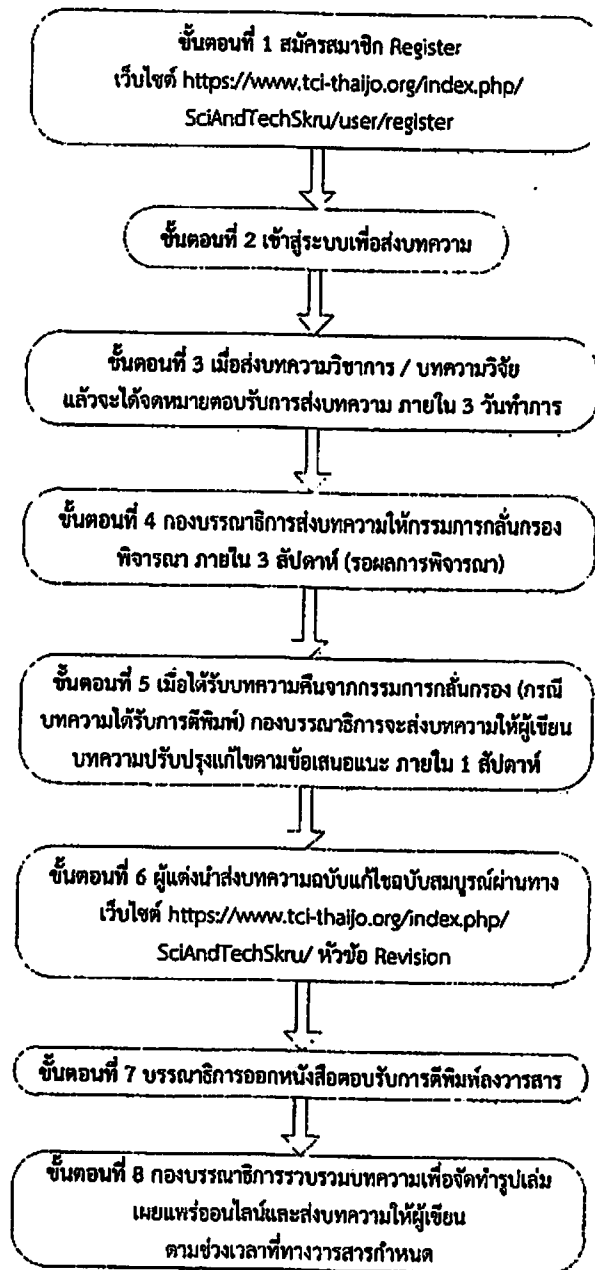 ขั้นตอนที่ 1 สมัครสมาชิก Register
เว็บไซต์ https://www.tci-thaijo.org/index.php/
SciAndTechSkru/user/register
ขั้นตอนที่ 2 เข้าสู่ระบบเพื่อส่งบทความ
ขั้นตอนที่ 3 เมื่อส่งบทความวิชาการ / บทความวิจัย
แล้วจะได้จดหมายตอบรับการส่งบทความ ภายใน 3 วันทำการ
ขั้นตอนที่ 4 กองบรรณาธิการส่งบทความให้กรรมการกลั่นกรอง
พิจารณา ภายใน 3 สัปดาห์ (รอผลการพิจารณา)
ขั้นตอนที่ 5 เมื่อได้รับบทความคืนจากกรรมการกลั่นกรอง (กรณี
บทความได้รับการตีพิมพ์) กองบรรณาธิการจะส่งบทความให้ผู้เขียน
บทความปรับปรุงแก้ไขตามข้อเสนอแนะ ภายใน 1 สัปดาห์
ขั้นตอนที่ 6 ผู้แต่งนำส่งบทความฉบับแก้ไขฉบับสมบูรณ์ผ่านทาง
เว็บไซต์ https://www.tci-thaijo.org/index.php/
SciAndTechSkru/ หัวข้อ Revision
ขั้นตอนที่ 7 บรรณาธิการออกหนังสือตอบรับการตีพิมพ์ลงวารสาร
ขั้นตอนที่ 8 กองบรรณาธิการรวบรวมบทความเพื่อจัดทำรูปเล่ม
เผยแพร่ออนไลน์และส่งบทความให้ผู้เขียน
ตามช่วงเวลาที่ทางวารสารกำหนด